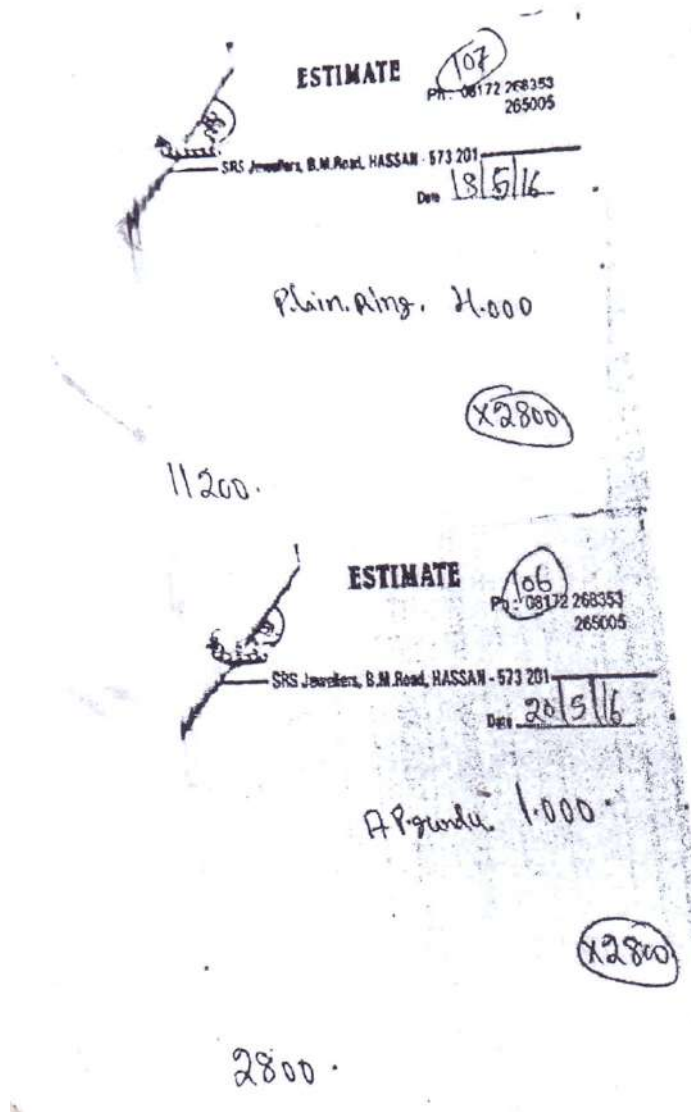 ESTIMATE
107
Ph : 08172 268353
265005
SRS Jewellers, B.M.Road, HASSAN - 573 201
Date 18/5/16
Plain.Ring. 4.000
X2800
11200.
ESTIMATE
106
Ph : 08172 268353
265005
SRS Jewellers, B.M.Road, HASSAN - 573 201
Date 20/5/16
A P.gundu 1.000.
X2800
2800.